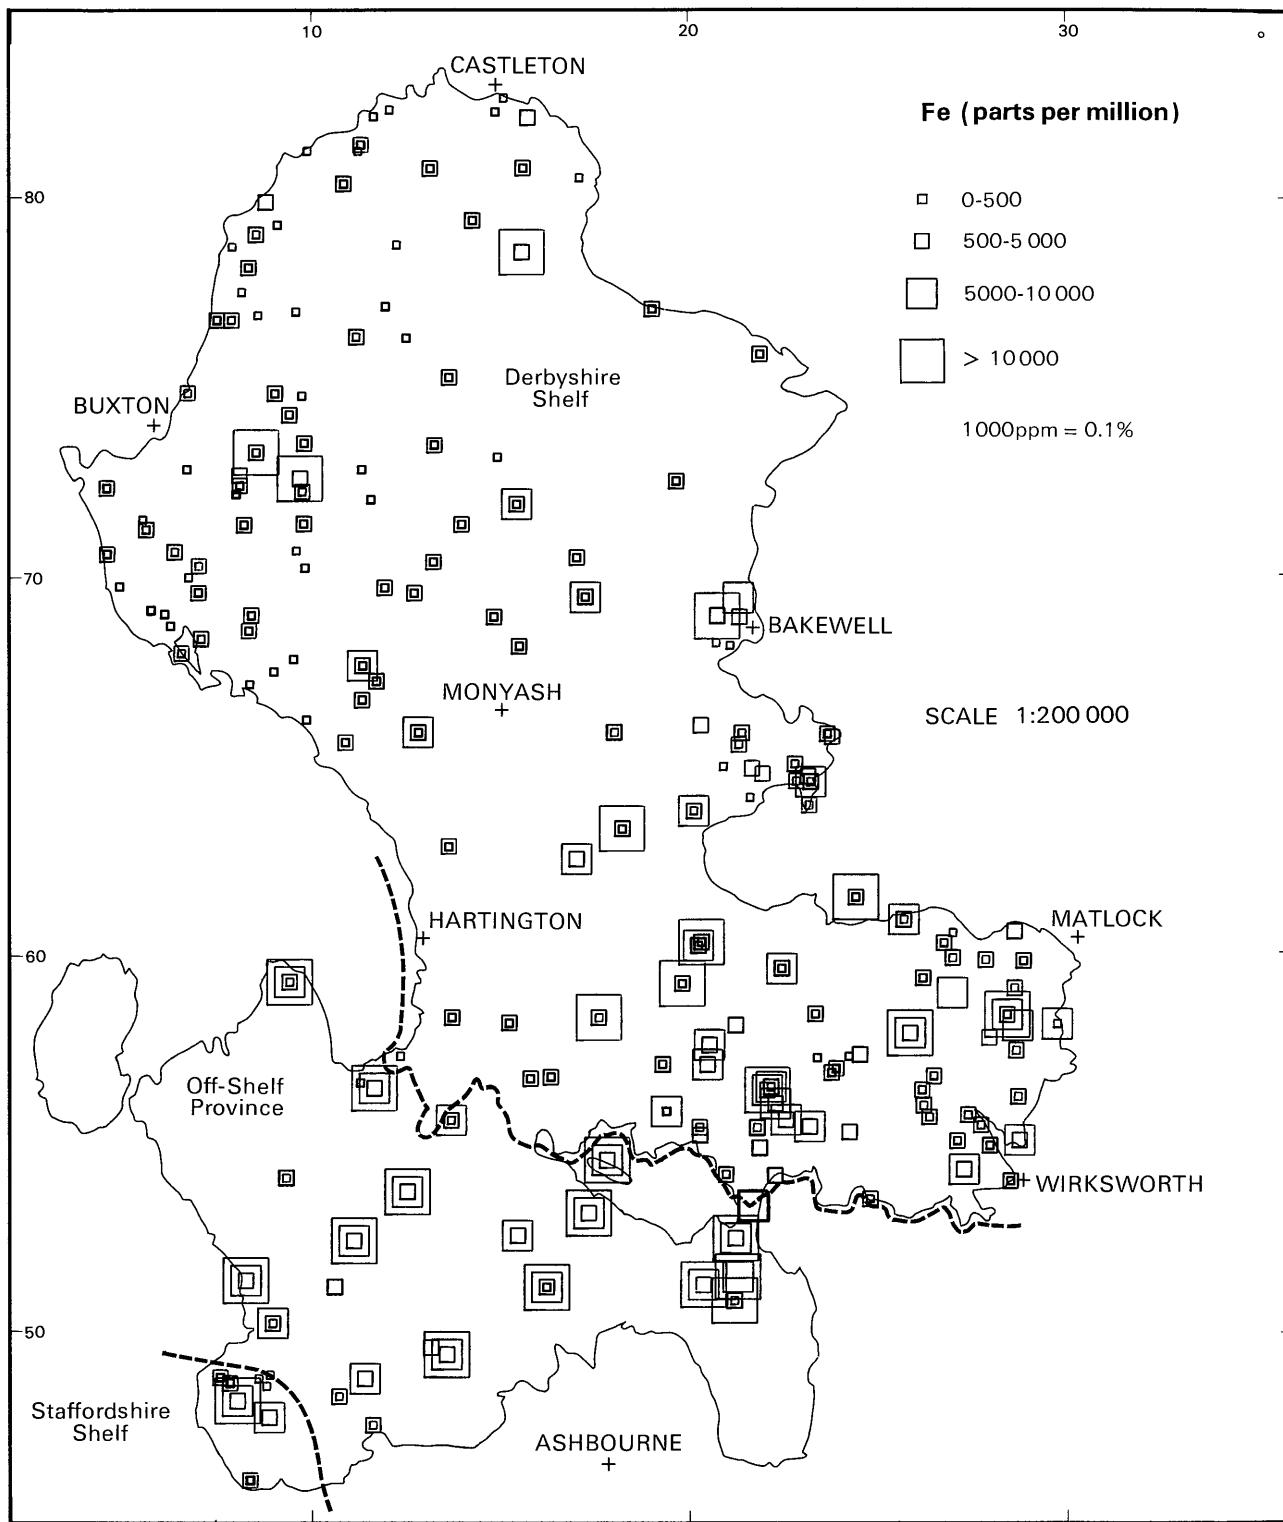 10
20
30
CASTLETON
Fe (parts per million)
80
0-500
500-5 000
5000-10 000
> 10 000
1000ppm = 0.1%
Derbyshire
Shelf
BUXTON
70
BAKEWELL
MONYASH
SCALE 1:200 000
HARTINGTON
MATLOCK
60
Off-Shelf
Province
WIRKSWORTH
50
Staffordshire
Shelf
ASHBOURNE